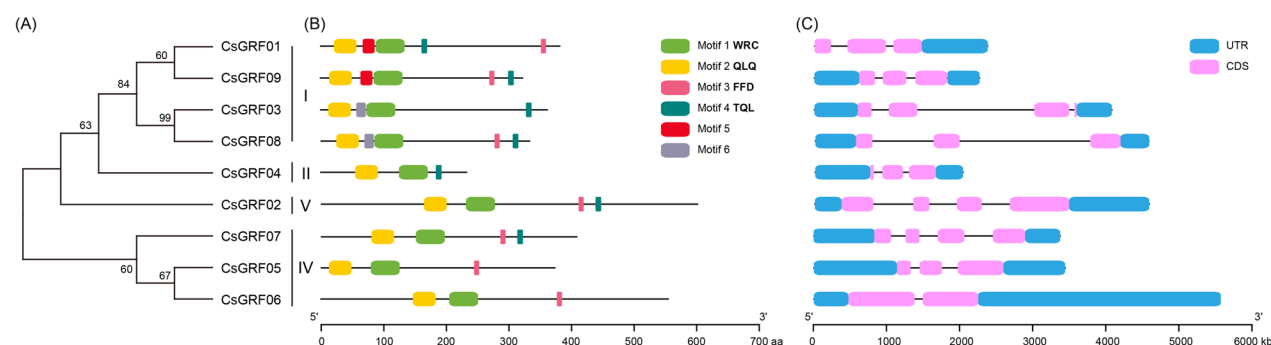 (A)
(B)
(C)
CsGRF01
CsGRF09
CsGRF03
CsGRF08
CsGRF04
CsGRF02
CsGRF07
CsGRF05
CsGRF06
60
84
99
63
60
67
I
II
V
IV
Motif 1 WRC
Motif 2 QLQ
Motif 3 FFD
Motif 4 TQL
Motif 5
Motif 6
UTR
CDS
5' 3'
0 100 200 300 400 500 600 700 aa
5' 3'
0 1000 2000 3000 4000 5000 6000 kb